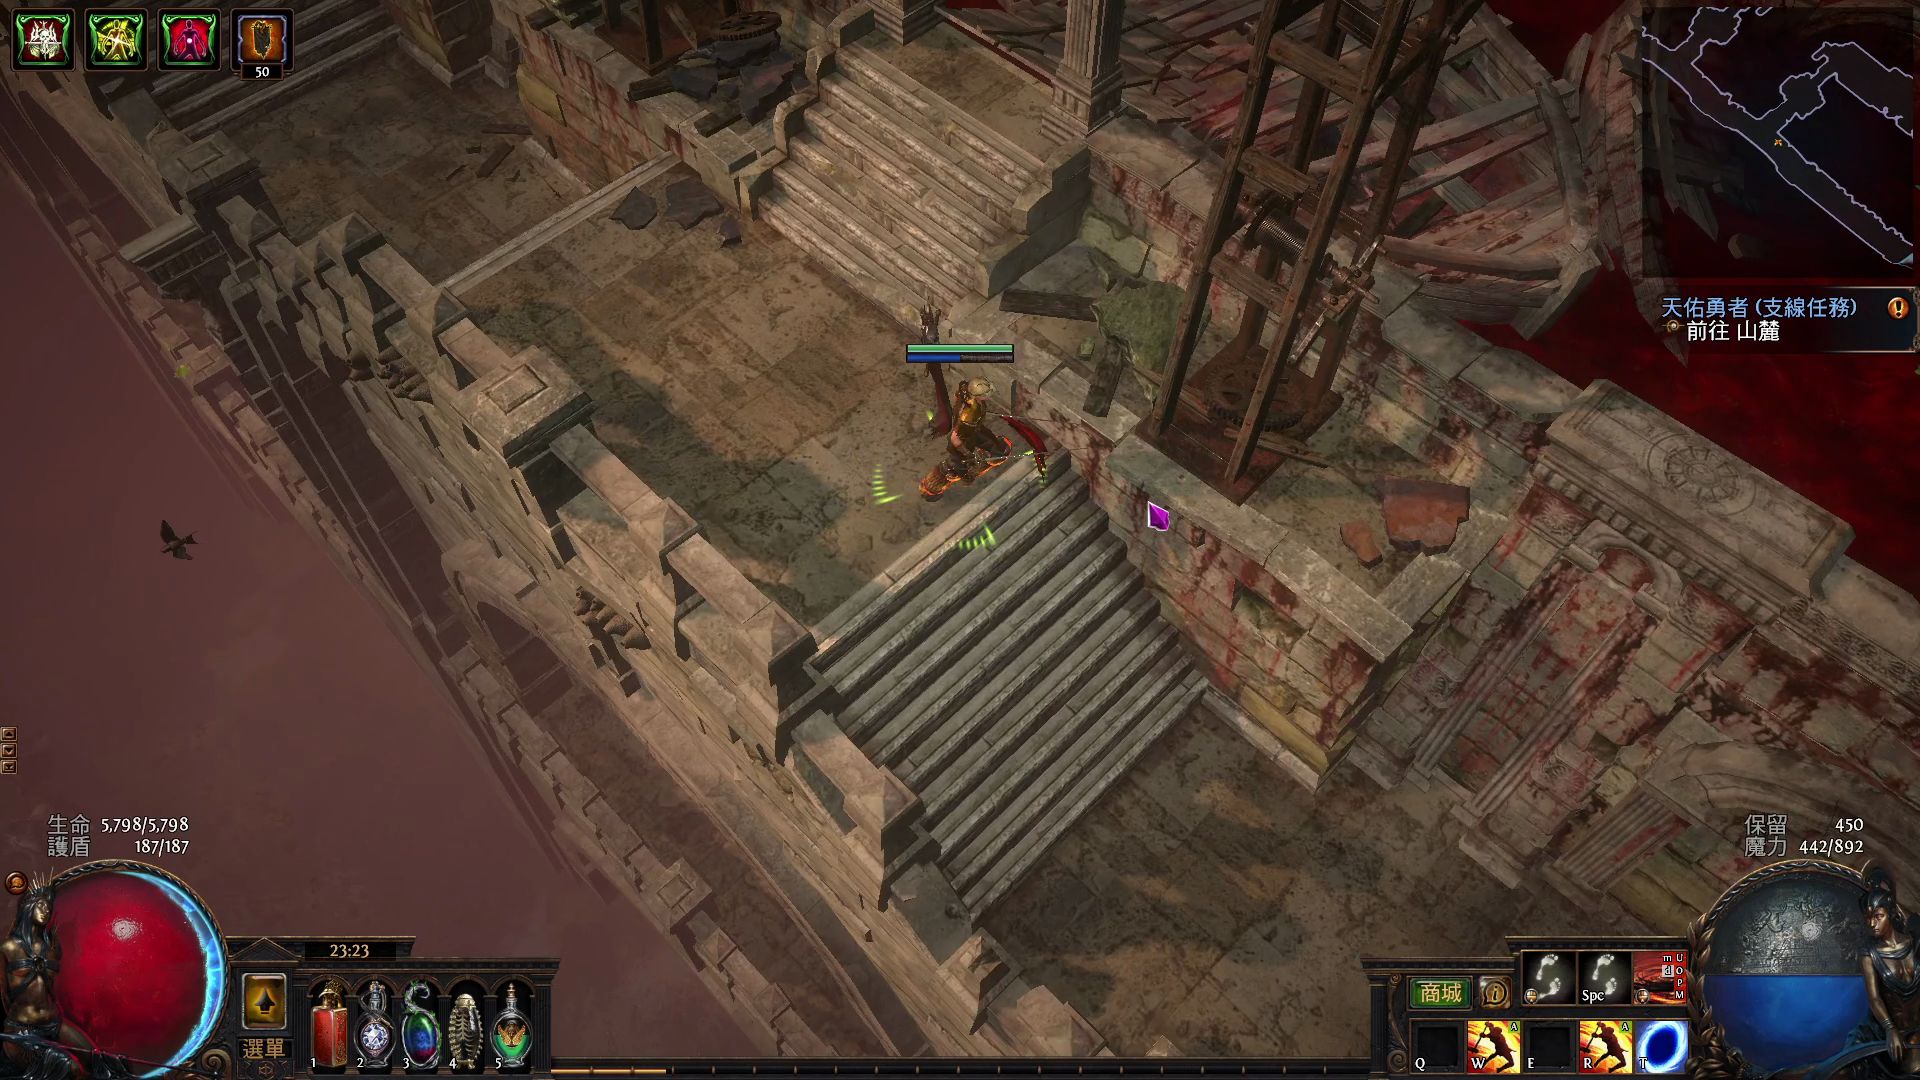 50
天佑勇者 (支線任務)
前往 山麓
生命 5,798/5,798
護盾 187/187
保留 450
魔力 442/892
23:23
選單
1
2
3
4
5
商城
Spc
m U
d O
P
M
Q
W
A
E
R
A
T